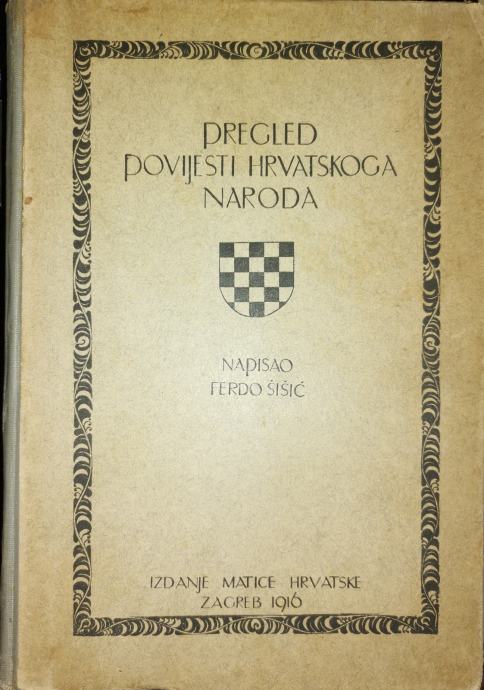 PREGLED
POVIJESTI HRVATSKOGA
NARODA
NAPISAO
FERDO ŠIŠIĆ
IZDANJE MATICE HRVATSKE
ZAGREB 1916